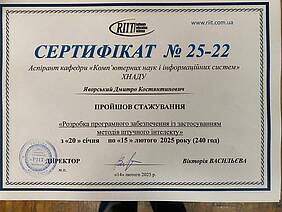 RIIT
www.riit.com.ua
СЕРТИФІКАТ № 25-22
Аспірант кафедри «Комп'ютерних наук і інформаційних систем»
ХНАДУ
Яворський Дмитро Костянтинович
ПРОЙШОВ СТАЖУВАННЯ
«Розробка програмного забезпечення із застосуванням
методів штучного інтелекту»
з «20» січня по «15» лютого 2025 року (240 год)
ДИРЕКТОР Вікторія ВАСИЛЬЄВА
м.п.
«14» лютого 2025 р.